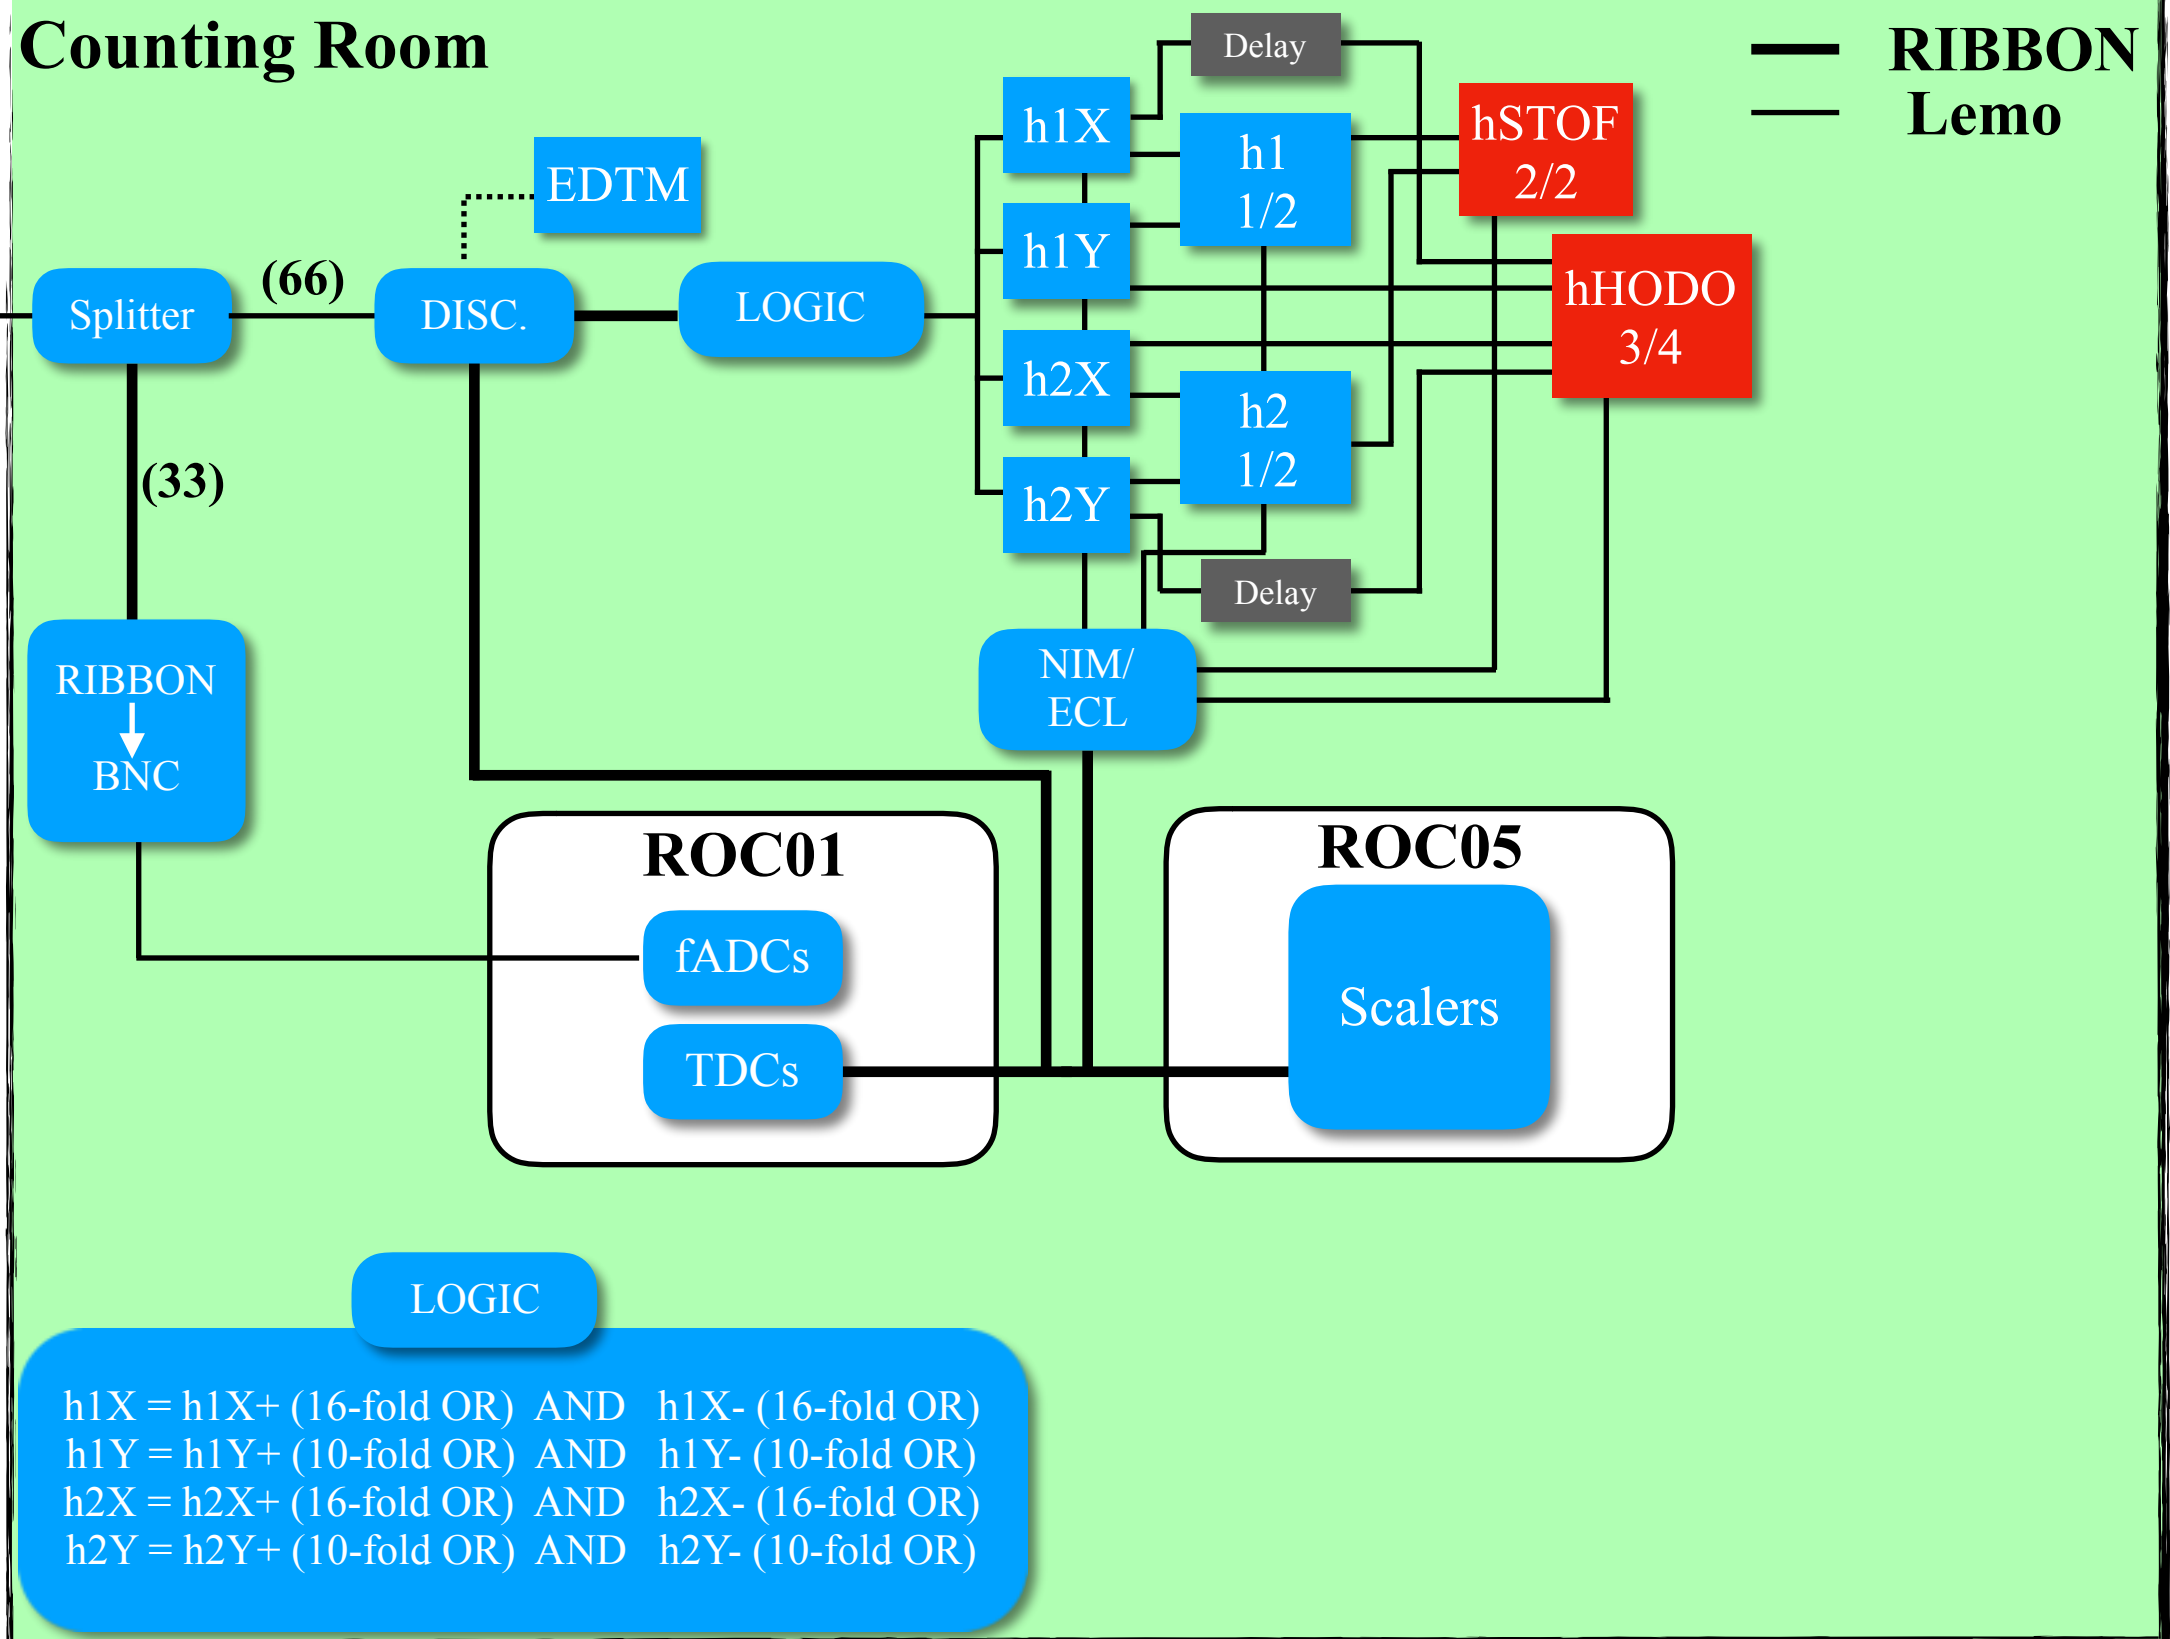 Counting Room
RIBBON
Lemo
Delay
h1X
h1
1/2
hSTOF
2/2
EDTM
h1Y
hHODO
3/4
(66)
Splitter
DISC.
LOGIC
h2X
h2
1/2
h2Y
(33)
Delay
RIBBON
BNC
NIM/
ECL
ROC01
fADCs
TDCs
ROC05
Scalers
LOGIC
h1X = h1X+ (16-fold OR) AND h1X- (16-fold OR)
h1Y = h1Y+ (10-fold OR) AND h1Y- (10-fold OR)
h2X = h2X+ (16-fold OR) AND h2X- (16-fold OR)
h2Y = h2Y+ (10-fold OR) AND h2Y- (10-fold OR)